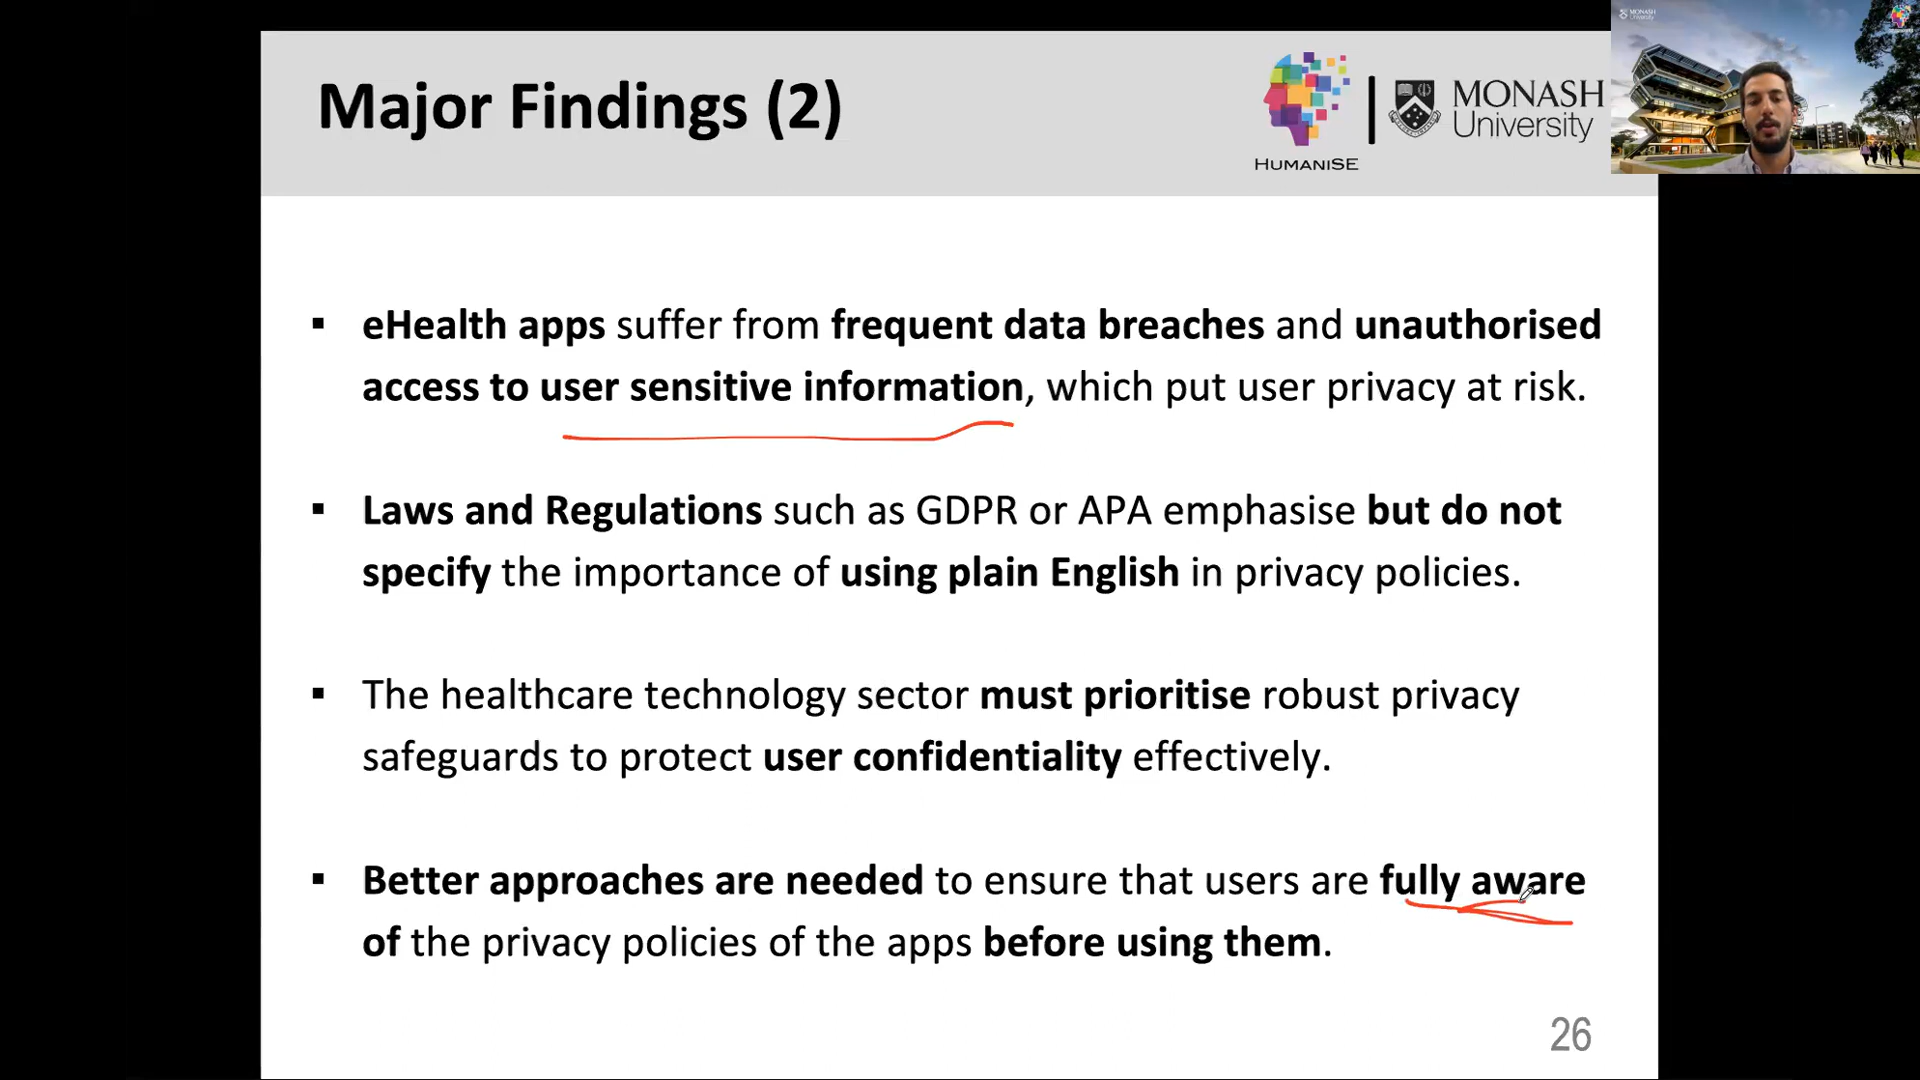 Major Findings (2)
HUMANISE
MONASH
University
MONASH
University
▪ eHealth apps suffer from frequent data breaches and unauthorised
access to user sensitive information, which put user privacy at risk.
▪ Laws and Regulations such as GDPR or APA emphasise but do not
specify the importance of using plain English in privacy policies.
▪ The healthcare technology sector must prioritise robust privacy
safeguards to protect user confidentiality effectively.
▪ Better approaches are needed to ensure that users are fully aware
of the privacy policies of the apps before using them.
26